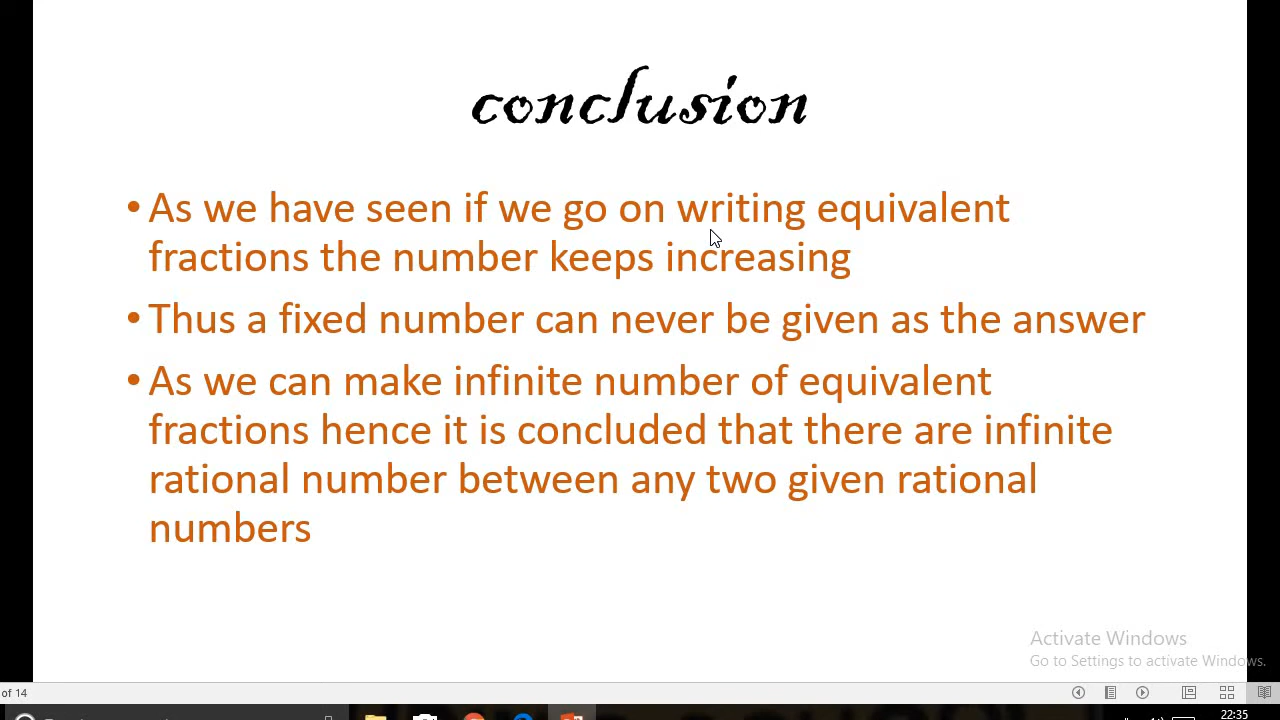 conclusion
• As we have seen if we go on writing equivalent
fractions the number keeps increasing
• Thus a fixed number can never be given as the answer
• As we can make infinite number of equivalent
fractions hence it is concluded that there are infinite
rational number between any two given rational
numbers
Activate Windows
Go to Settings to activate Windows.
of 14
22:35